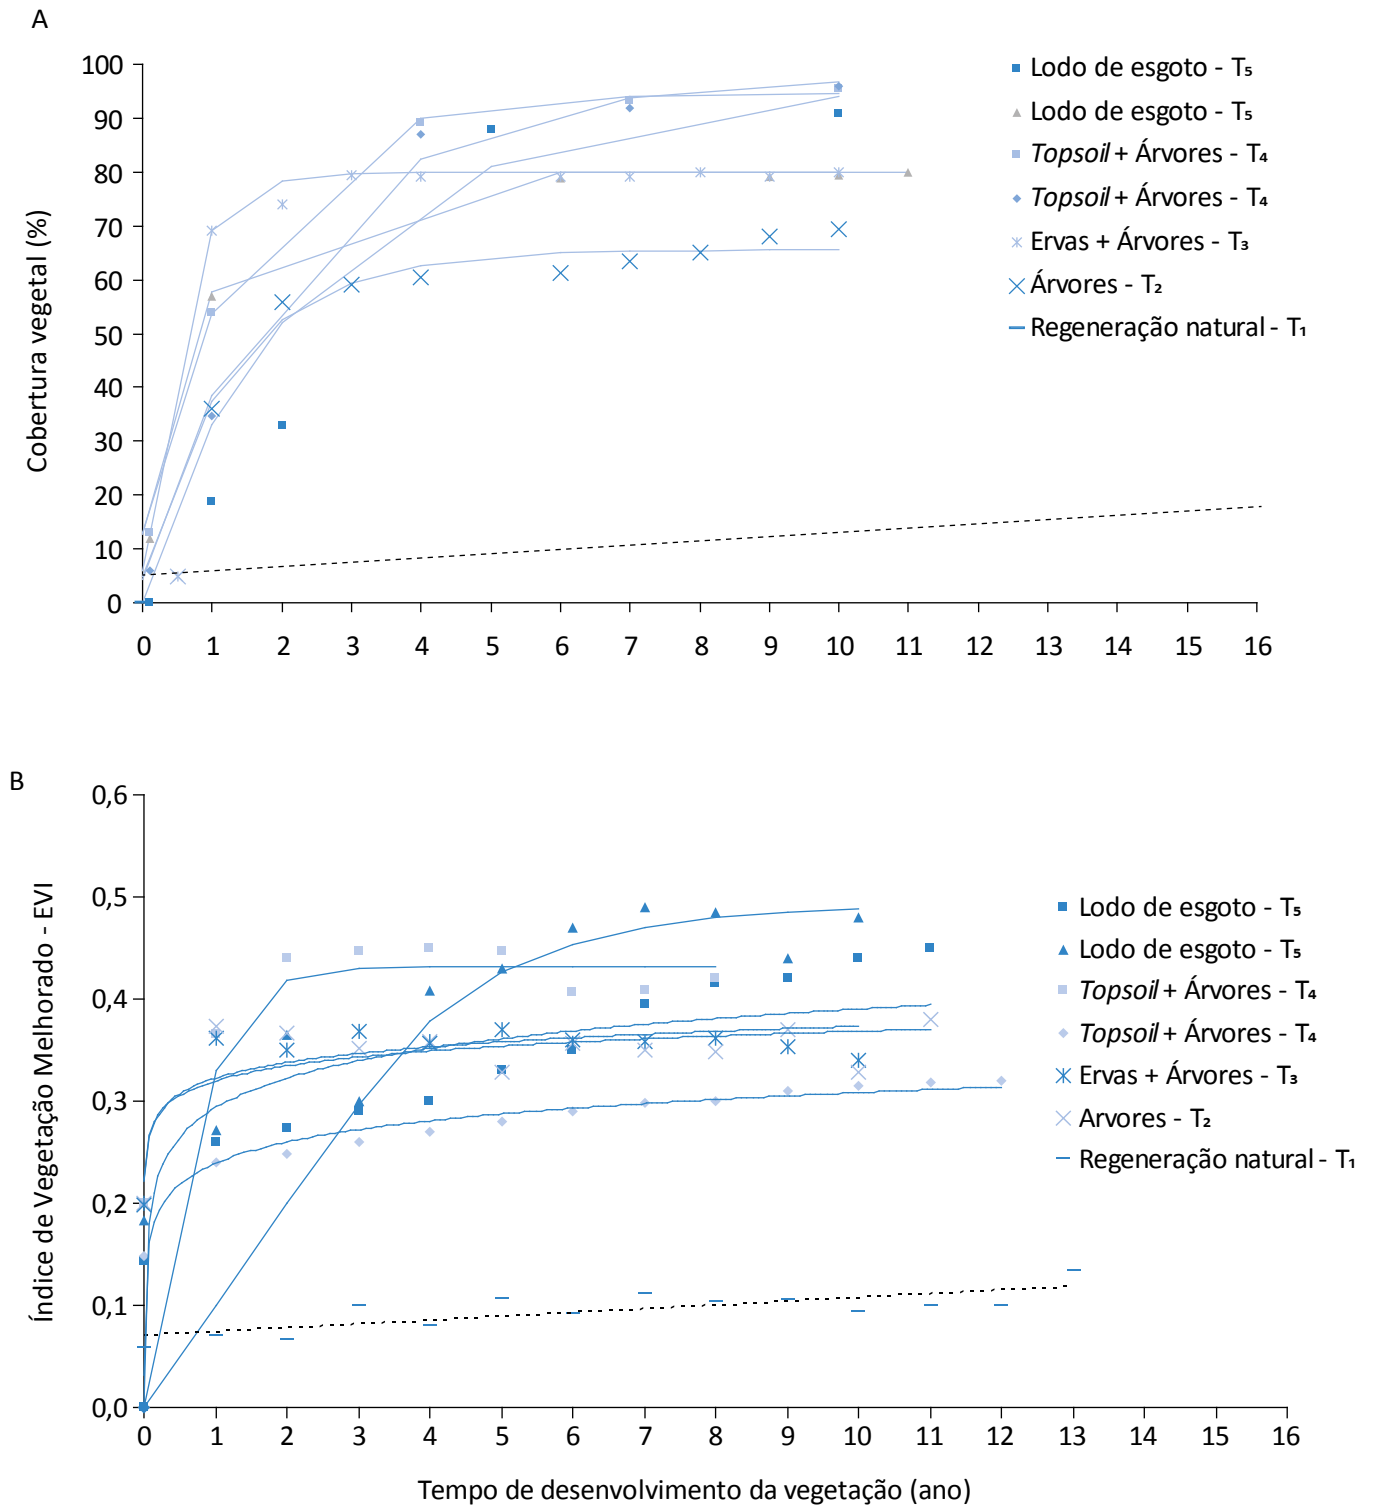 A
Cobertura vegetal (%)
100
90
80
70
60
50
40
30
20
10
0
0 1 2 3 4 5 6 7 8 9 10 11 12 13 14 15 16
Lodo de esgoto - T₅
Lodo de esgoto - T₅
Topsoil + Árvores - T₄
Topsoil + Árvores - T₄
Ervas + Árvores - T₃
Árvores - T₂
Regeneração natural - T₁
B
Índice de Vegetação Melhorado - EVI
0,6
0,5
0,4
0,3
0,2
0,1
0,0
0 1 2 3 4 5 6 7 8 9 10 11 12 13 14 15 16
Lodo de esgoto - T₅
Lodo de esgoto - T₅
Topsoil + Árvores - T₄
Topsoil + Árvores - T₄
Ervas + Árvores - T₃
Arvores - T₂
Regeneração natural - T₁
Tempo de desenvolvimento da vegetação (ano)